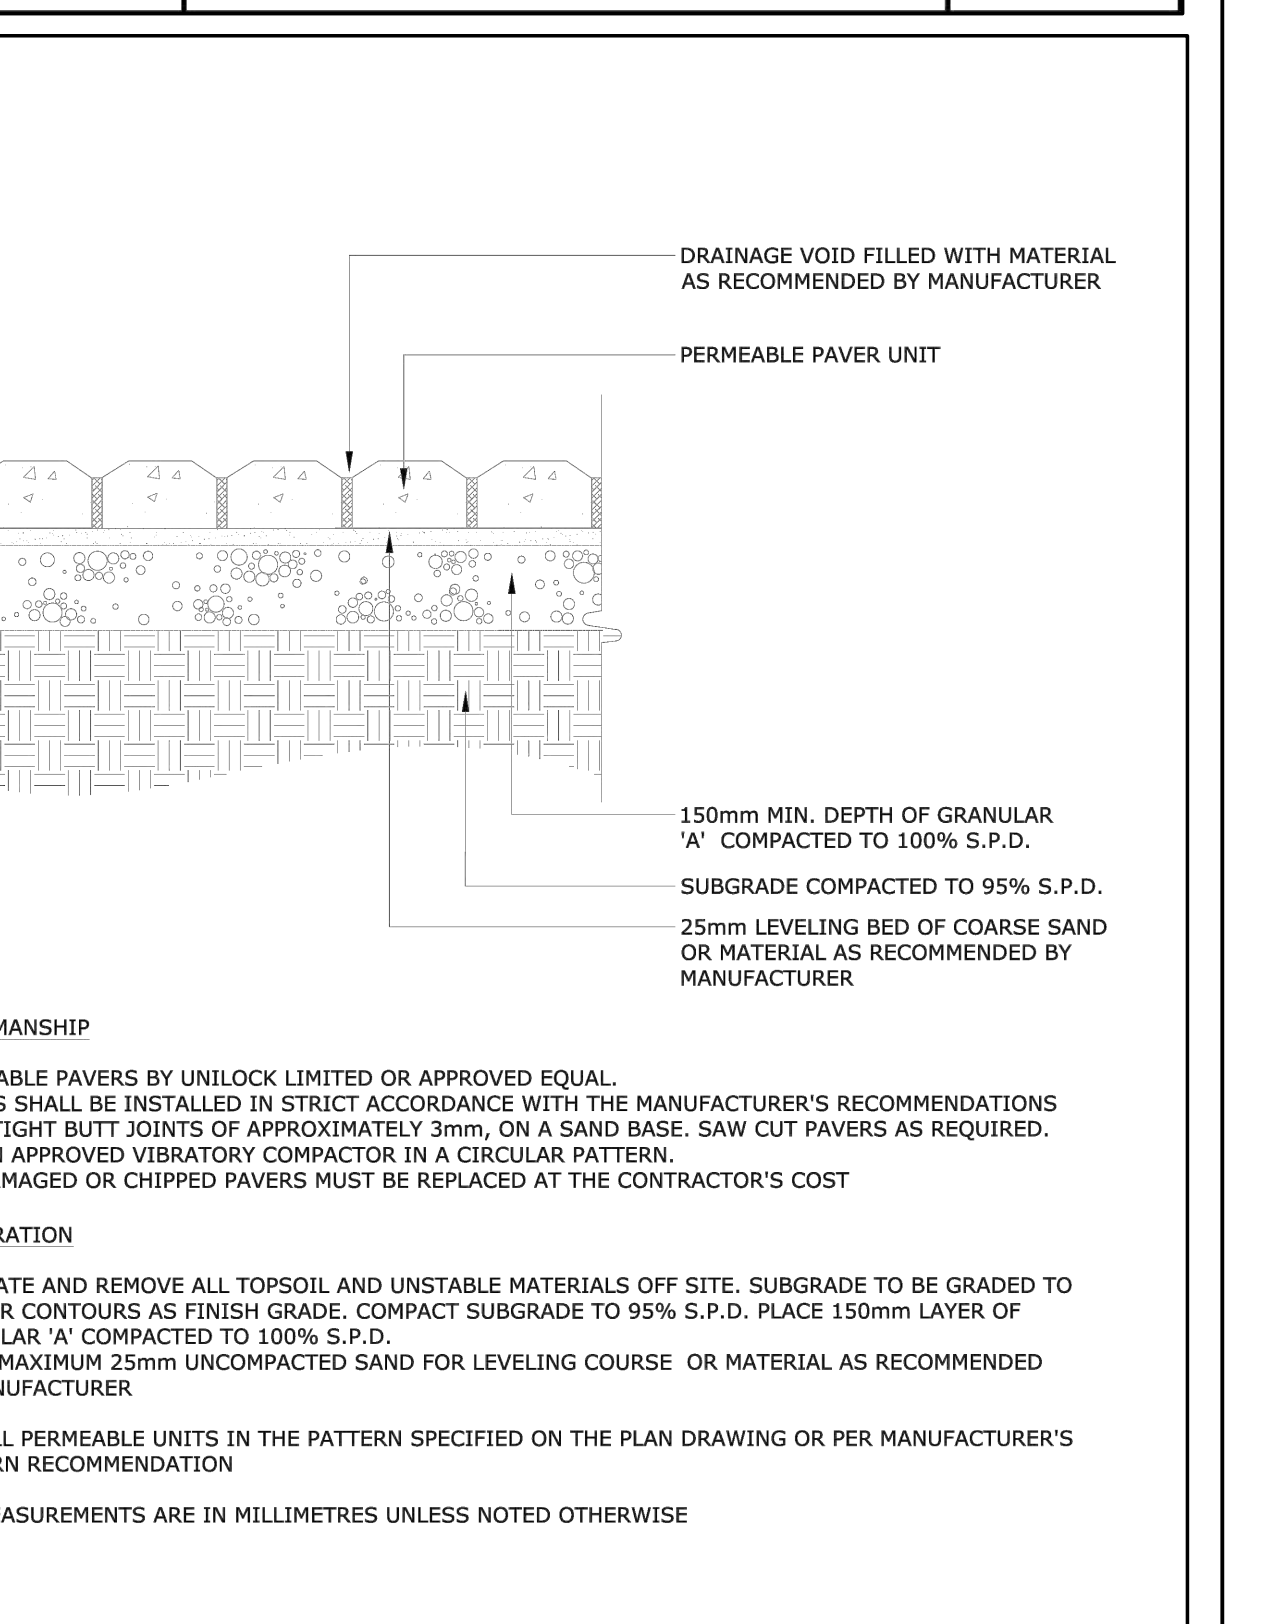 DRAINAGE VOID FILLED WITH MATERIAL
AS RECOMMENDED BY MANUFACTURER
PERMEABLE PAVER UNIT
150mm MIN. DEPTH OF GRANULAR
'A'  COMPACTED TO 100% S.P.D.
SUBGRADE COMPACTED TO 95% S.P.D.
25mm LEVELING BED OF COARSE SAND
OR MATERIAL AS RECOMMENDED BY
MANUFACTURER
MANSHIP
ABLE PAVERS BY UNILOCK LIMITED OR APPROVED EQUAL.
S SHALL BE INSTALLED IN STRICT ACCORDANCE WITH THE MANUFACTURER'S RECOMMENDATIONS
TIGHT BUTT JOINTS OF APPROXIMATELY 3mm, ON A SAND BASE. SAW CUT PAVERS AS REQUIRED.
N APPROVED VIBRATORY COMPACTOR IN A CIRCULAR PATTERN.
AMAGED OR CHIPPED PAVERS MUST BE REPLACED AT THE CONTRACTOR'S COST
RATION
ATE AND REMOVE ALL TOPSOIL AND UNSTABLE MATERIALS OFF SITE. SUBGRADE TO BE GRADED TO
R CONTOURS AS FINISH GRADE. COMPACT SUBGRADE TO 95% S.P.D. PLACE 150mm LAYER OF
LAR 'A' COMPACTED TO 100% S.P.D.
MAXIMUM 25mm UNCOMPACTED SAND FOR LEVELING COURSE  OR MATERIAL AS RECOMMENDED
NUFACTURER
LL PERMEABLE UNITS IN THE PATTERN SPECIFIED ON THE PLAN DRAWING OR PER MANUFACTURER'S
RN RECOMMENDATION
EASUREMENTS ARE IN MILLIMETRES UNLESS NOTED OTHERWISE